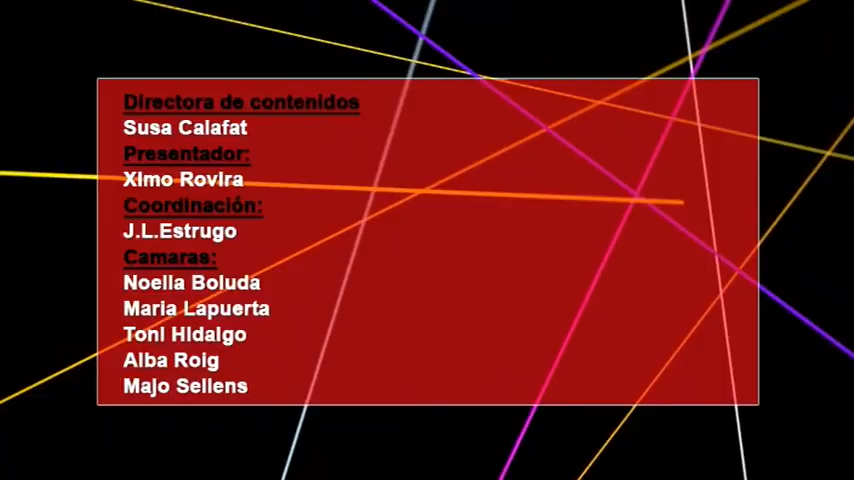 Directora de contenidos
Susa Calafat
Presentador:
Ximo Rovira
Coordinación:
J.L.Estrugo
Camaras:
Noelia Boluda
Maria Lapuerta
Toni Hidalgo
Alba Roig
Majo Sellens